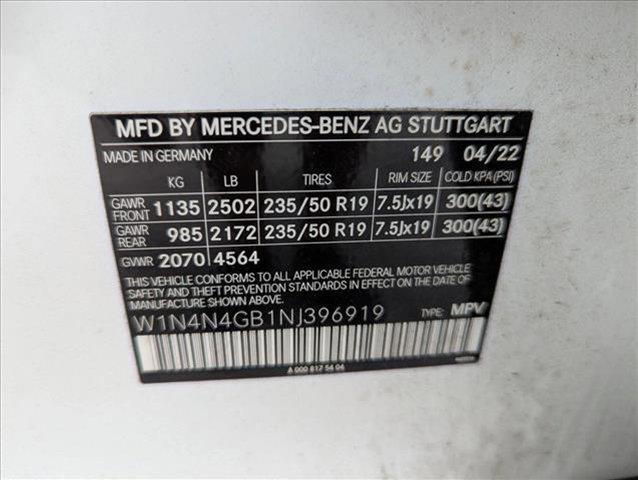 MFD BY MERCEDES-BENZ AG STUTTGART
MADE IN GERMANY 149 04/22
KG LB TIRES RIM SIZE COLD KPA(PSI)
GAWR FRONT 1135 2502 235/50 R19 7.5Jx19 300(43)
GAWR REAR 985 2172 235/50 R19 7.5Jx19 300(43)
GVWR 2070 4564
THIS VEHICLE CONFORMS TO ALL APPLICABLE FEDERAL MOTOR VEHICLE
SAFETY AND THEFT PREVENTION STANDARDS IN EFFECT ON THE DATE OF
MANUFACTURE SHOWN ABOVE.
W1N4N4GB1NJ396919 TYPE: MPV
A 000 817 54 04